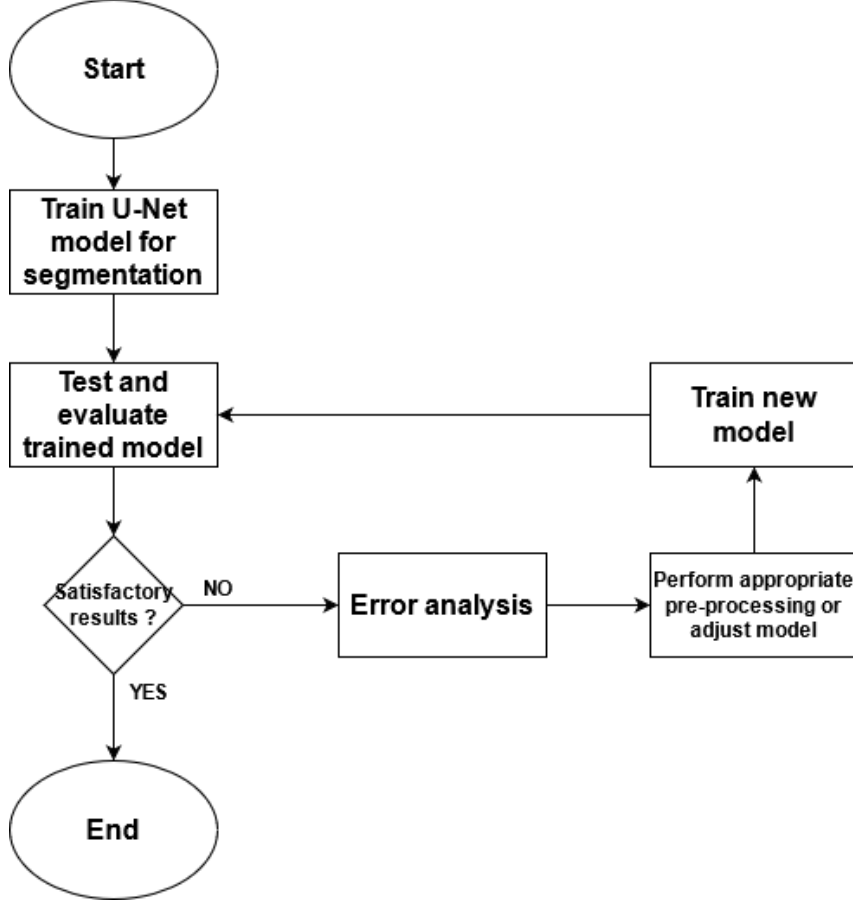 Start
Train U-Net
model for
segmentation
Test and
evaluate
trained model
Train new
model
Satisfactory
results ?
NO
Error analysis
Perform appropriate
pre-processing or
adjust model
YES
End